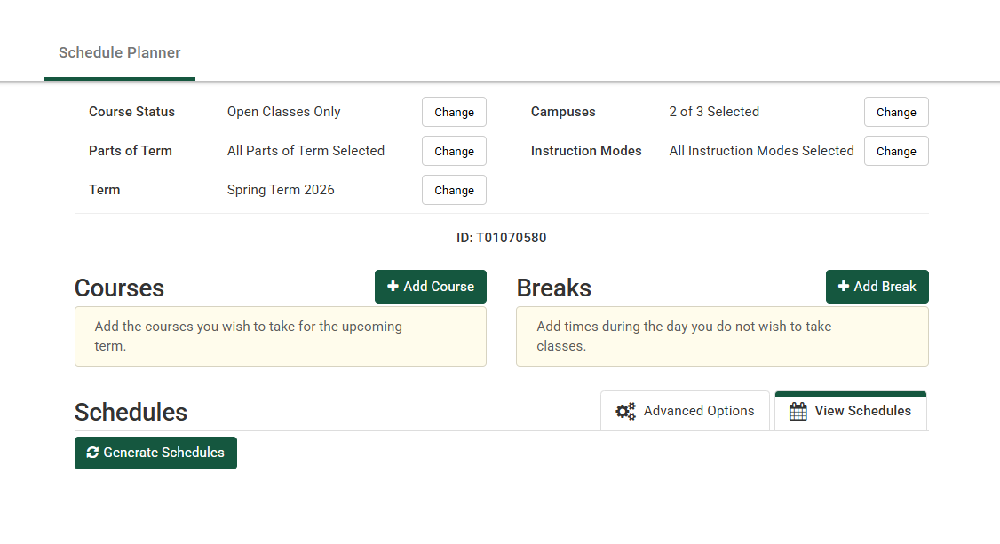 Schedule Planner
Course Status Open Classes Only Change Campuses 2 of 3 Selected Change
Parts of Term All Parts of Term Selected Change Instruction Modes All Instruction Modes Selected Change
Term Spring Term 2026 Change
ID: T01070580
Courses Add Course Breaks Add Break
Add the courses you wish to take for the upcoming
term.
Add times during the day you do not wish to take
classes.
Schedules Advanced Options View Schedules
Generate Schedules